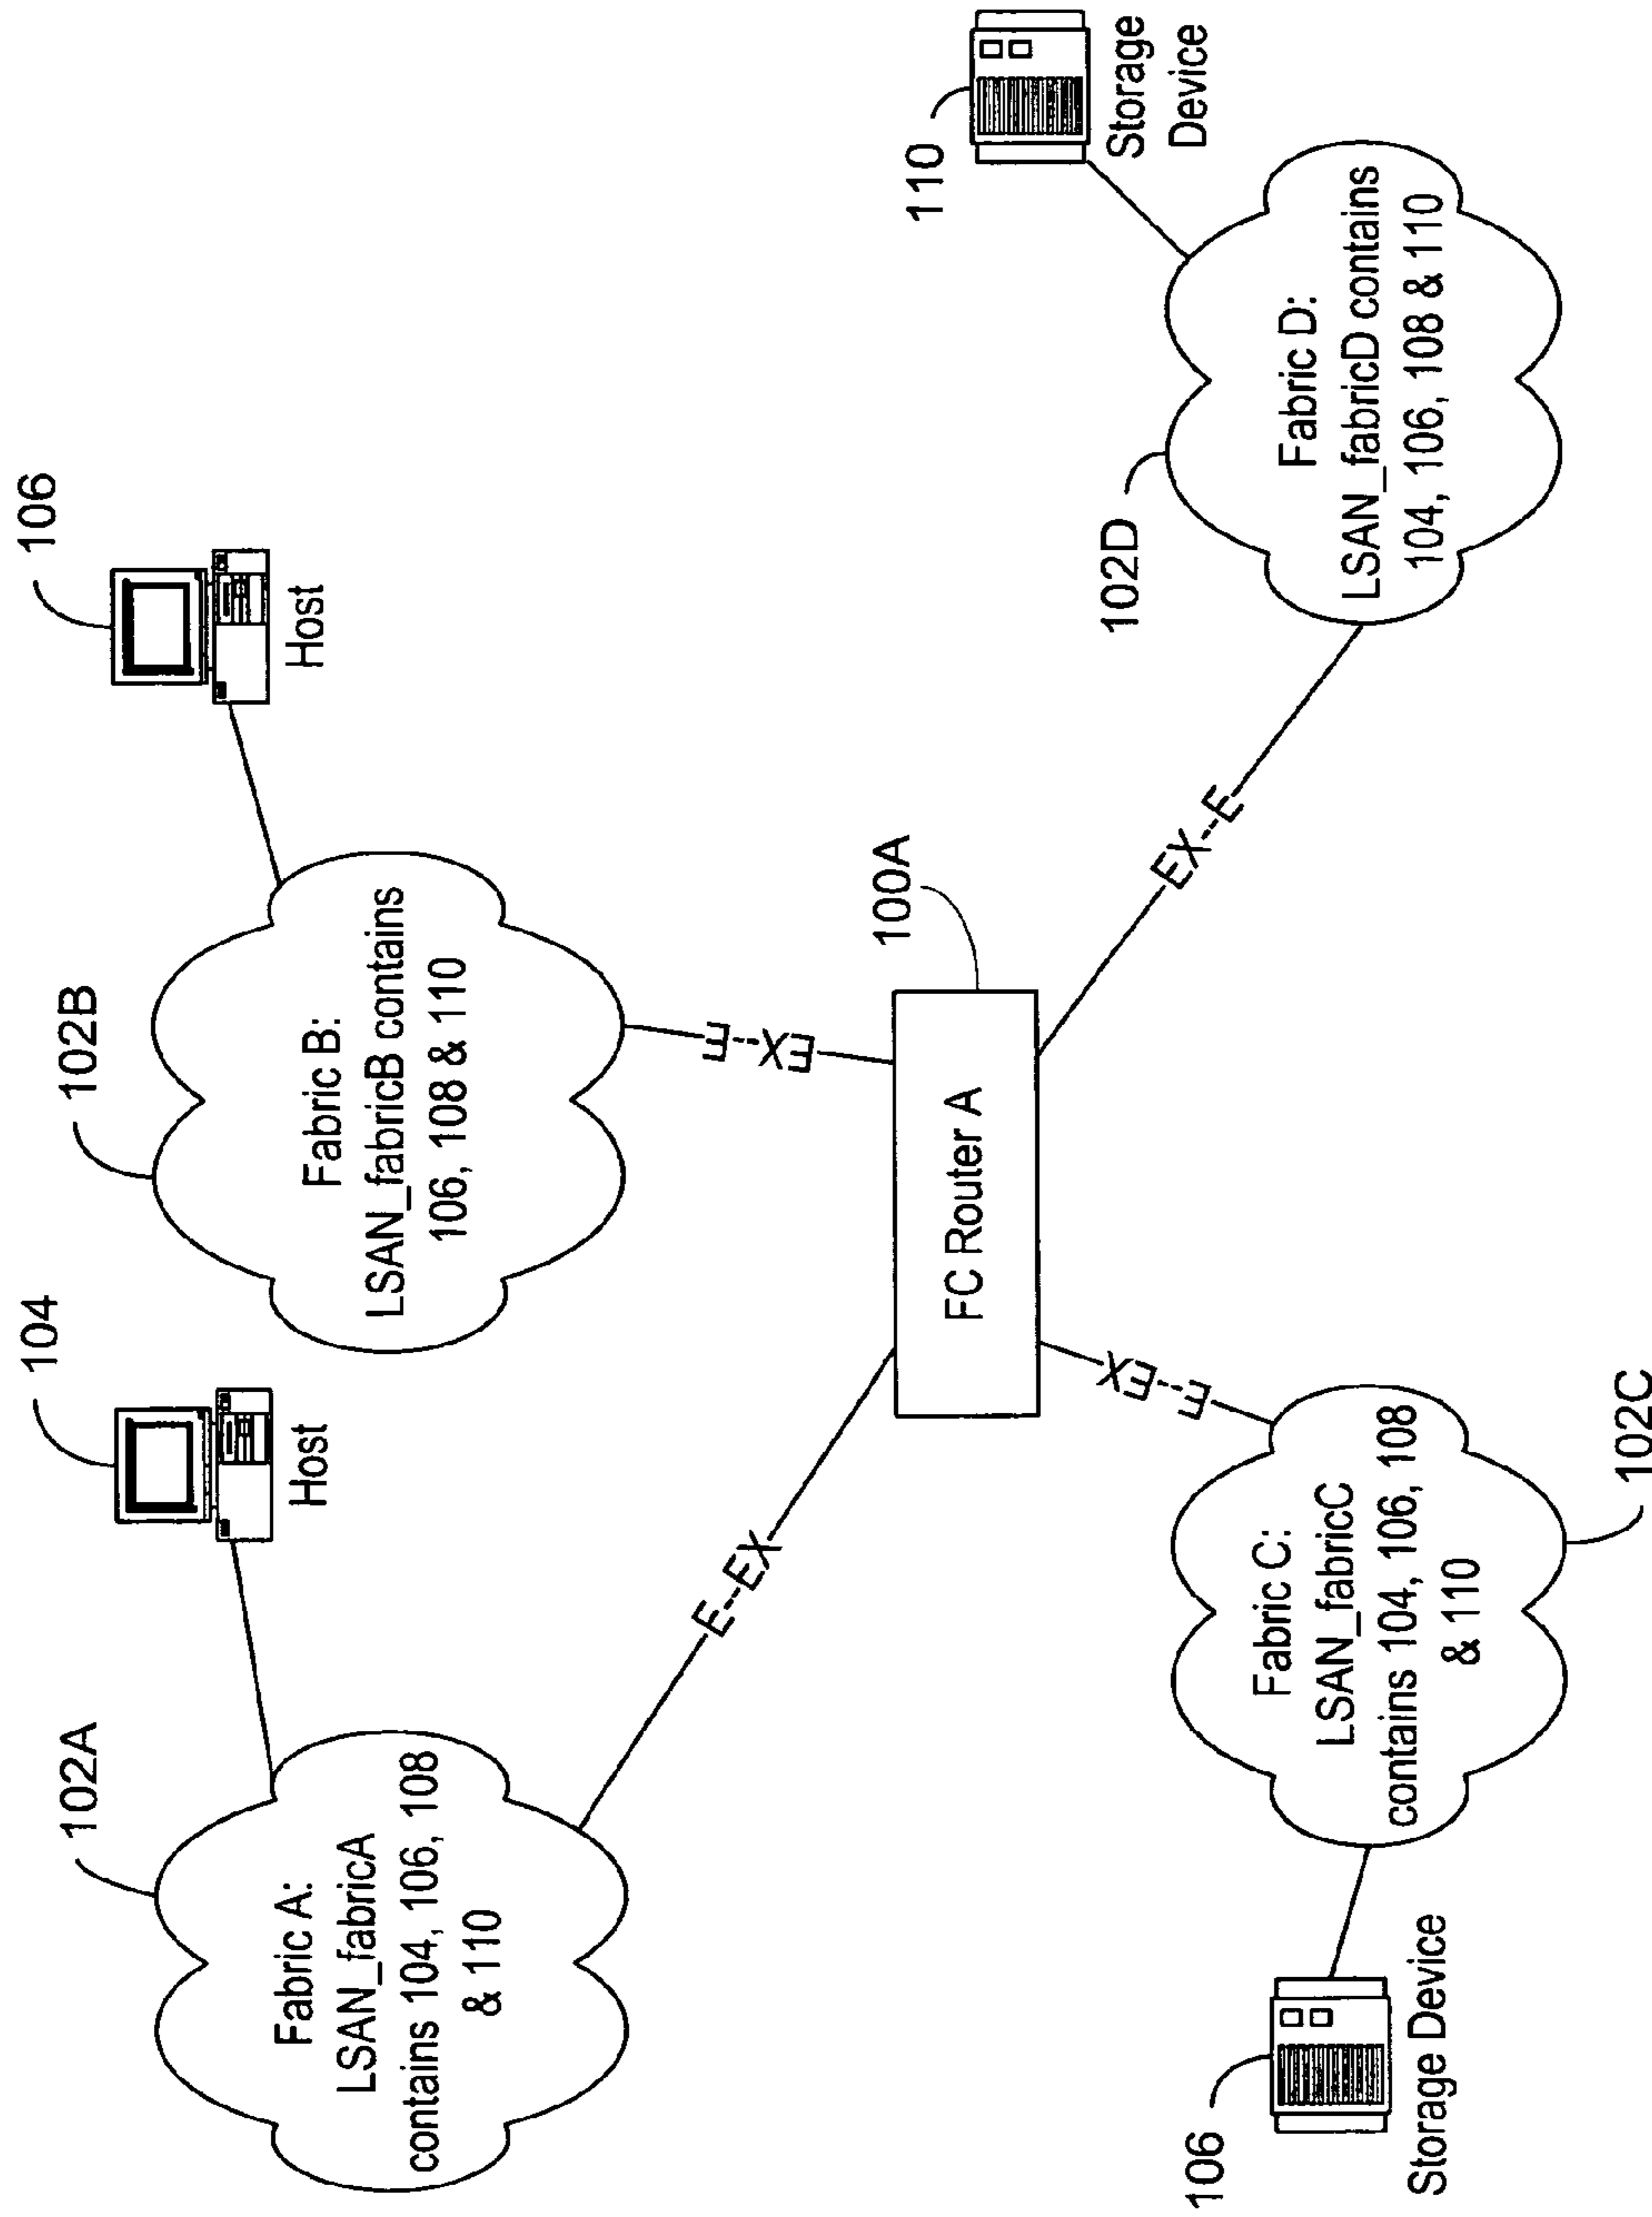 104
106
102A
102B
Host
Host
Fabric A:
LSAN_fabricA
contains 104, 106, 108
& 110
Fabric B:
LSAN_fabricB contains
106, 108 & 110
E--EX
E--EX
100A
FC Router A
EX--E
EX--E
106
Storage Device
Fabric C:
LSAN_fabricC
contains 104, 106, 108
& 110
102C
102D
Fabric D:
LSAN_fabricD contains
104, 106, 108 & 110
110
Storage
Device